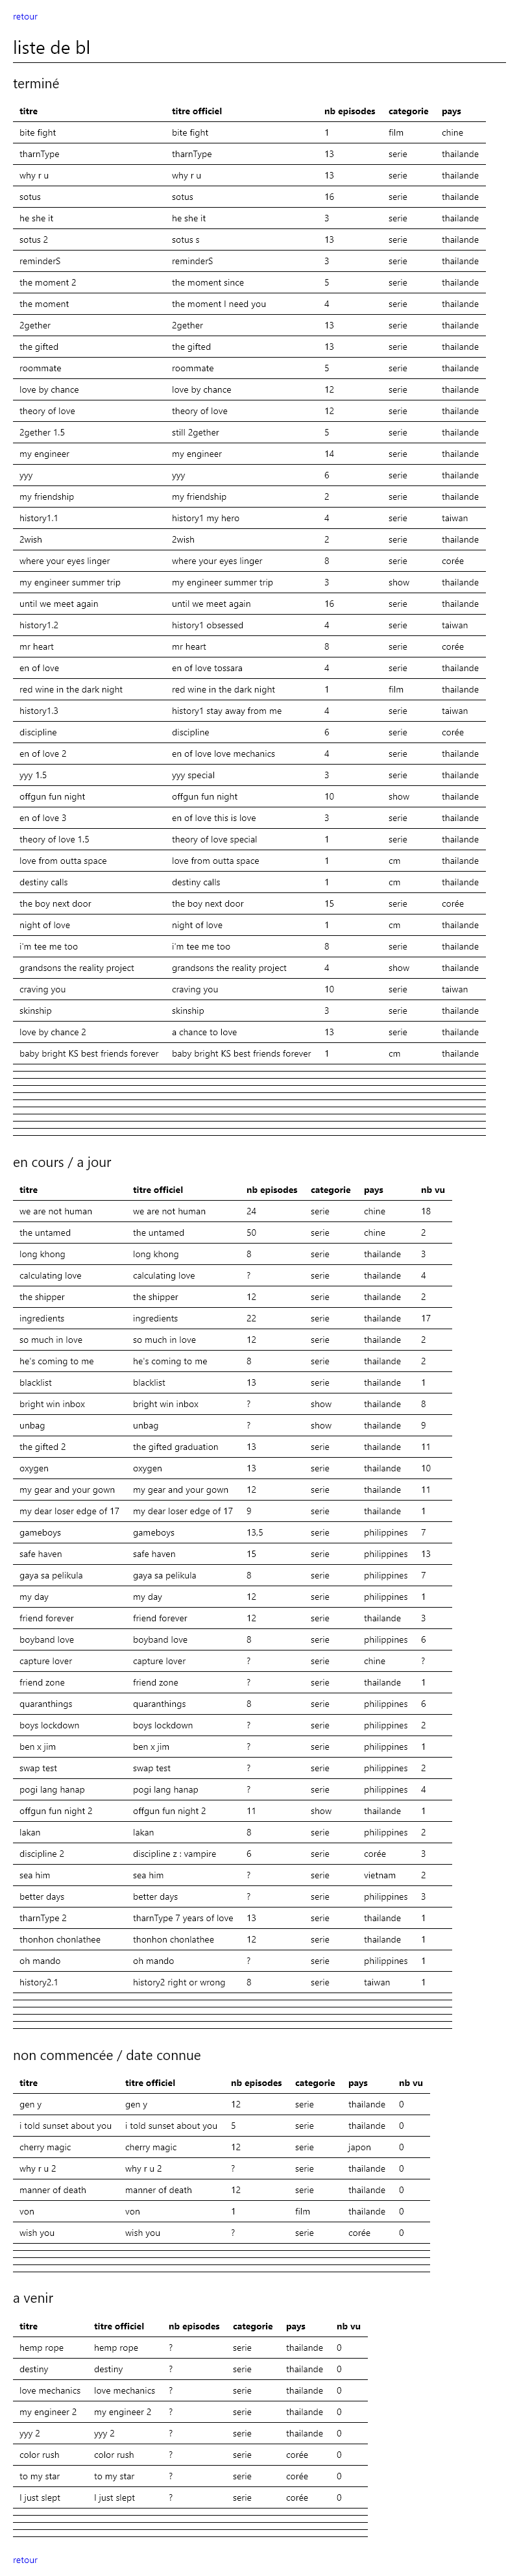 retour
liste de bl
terminé
titre titre officiel nb episodes categorie pays
bite fight bite fight 1 film chine
tharnType tharnType 13 serie thailande
why r u why r u 13 serie thailande
sotus sotus 16 serie thailande
he she it he she it 3 serie thailande
sotus 2 sotus s 13 serie thailande
reminderS reminderS 3 serie thailande
the moment 2 the moment since 5 serie thailande
the moment the moment I need you 4 serie thailande
2gether 2gether 13 serie thailande
the gifted the gifted 13 serie thailande
roommate roommate 5 serie thailande
love by chance love by chance 12 serie thailande
theory of love theory of love 12 serie thailande
2gether 1.5 still 2gether 5 serie thailande
my engineer my engineer 14 serie thailande
yyy yyy 6 serie thailande
my friendship my friendship 2 serie thailande
history1.1 history1 my hero 4 serie taiwan
2wish 2wish 2 serie thailande
where your eyes linger where your eyes linger 8 serie corée
my engineer summer trip my engineer summer trip 3 show thailande
until we meet again until we meet again 16 serie thailande
history1.2 history1 obsessed 4 serie taiwan
mr heart mr heart 8 serie corée
en of love en of love tossara 4 serie thailande
red wine in the dark night red wine in the dark night 1 film thailande
history1.3 history1 stay away from me 4 serie taiwan
discipline discipline 6 serie corée
en of love 2 en of love love mechanics 4 serie thailande
yyy 1.5 yyy special 3 serie thailande
offgun fun night offgun fun night 10 show thailande
en of love 3 en of love this is love 3 serie thailande
theory of love 1.5 theory of love special 1 serie thailande
love from outta space love from outta space 1 cm thailande
destiny calls destiny calls 1 cm thailande
the boy next door the boy next door 15 serie corée
night of love night of love 1 cm thailande
i'm tee me too i'm tee me too 8 serie thailande
grandsons the reality project grandsons the reality project 4 show thailande
craving you craving you 10 serie taiwan
skinship skinship 3 serie thailande
love by chance 2 a chance to love 13 serie thailande
baby bright KS best friends forever baby bright KS best friends forever 1 cm thailande
en cours / a jour
titre titre officiel nb episodes categorie pays nb vu
we are not human we are not human 24 serie chine 18
the untamed the untamed 50 serie chine 2
long khong long khong 8 serie thailande 3
calculating love calculating love ? serie thailande 4
the shipper the shipper 12 serie thailande 2
ingredients ingredients 22 serie thailande 17
so much in love so much in love 12 serie thailande 2
he's coming to me he's coming to me 8 serie thailande 2
blacklist blacklist 13 serie thailande 1
bright win inbox bright win inbox ? show thailande 8
unbag unbag ? show thailande 9
the gifted 2 the gifted graduation 13 serie thailande 11
oxygen oxygen 13 serie thailande 10
my gear and your gown my gear and your gown 12 serie thailande 11
my dear loser edge of 17 my dear loser edge of 17 9 serie thailande 1
gameboys gameboys 13,5 serie philippines 7
safe haven safe haven 15 serie philippines 13
gaya sa pelikula gaya sa pelikula 8 serie philippines 7
my day my day 12 serie philippines 1
friend forever friend forever 12 serie thailande 3
boyband love boyband love 8 serie philippines 6
capture lover capture lover ? serie chine ?
friend zone friend zone ? serie thailande 1
quaranthings quaranthings 8 serie philippines 6
boys lockdown boys lockdown ? serie philippines 2
ben x jim ben x jim ? serie philippines 1
swap test swap test ? serie philippines 2
pogi lang hanap pogi lang hanap ? serie philippines 4
offgun fun night 2 offgun fun night 2 11 show thailande 1
lakan lakan 8 serie philippines 2
discipline 2 discipline z : vampire 6 serie corée 3
sea him sea him ? serie vietnam 2
better days better days ? serie philippines 3
tharnType 2 tharnType 7 years of love 13 serie thailande 1
thonhon chonlathee thonhon chonlathee 12 serie thailande 1
oh mando oh mando ? serie philippines 1
history2.1 history2 right or wrong 8 serie taiwan 1
non commencée / date connue
titre titre officiel nb episodes categorie pays nb vu
gen y gen y 12 serie thailande 0
i told sunset about you i told sunset about you 5 serie thailande 0
cherry magic cherry magic 12 serie japon 0
why r u 2 why r u 2 ? serie thailande 0
manner of death manner of death 12 serie thailande 0
von von 1 film thailande 0
wish you wish you ? serie corée 0
a venir
titre titre officiel nb episodes categorie pays nb vu
hemp rope hemp rope ? serie thailande 0
destiny destiny ? serie thailande 0
love mechanics love mechanics ? serie thailande 0
my engineer 2 my engineer 2 ? serie thailande 0
yyy 2 yyy 2 ? serie thailande 0
color rush color rush ? serie corée 0
to my star to my star ? serie corée 0
I just slept I just slept ? serie corée 0
retour